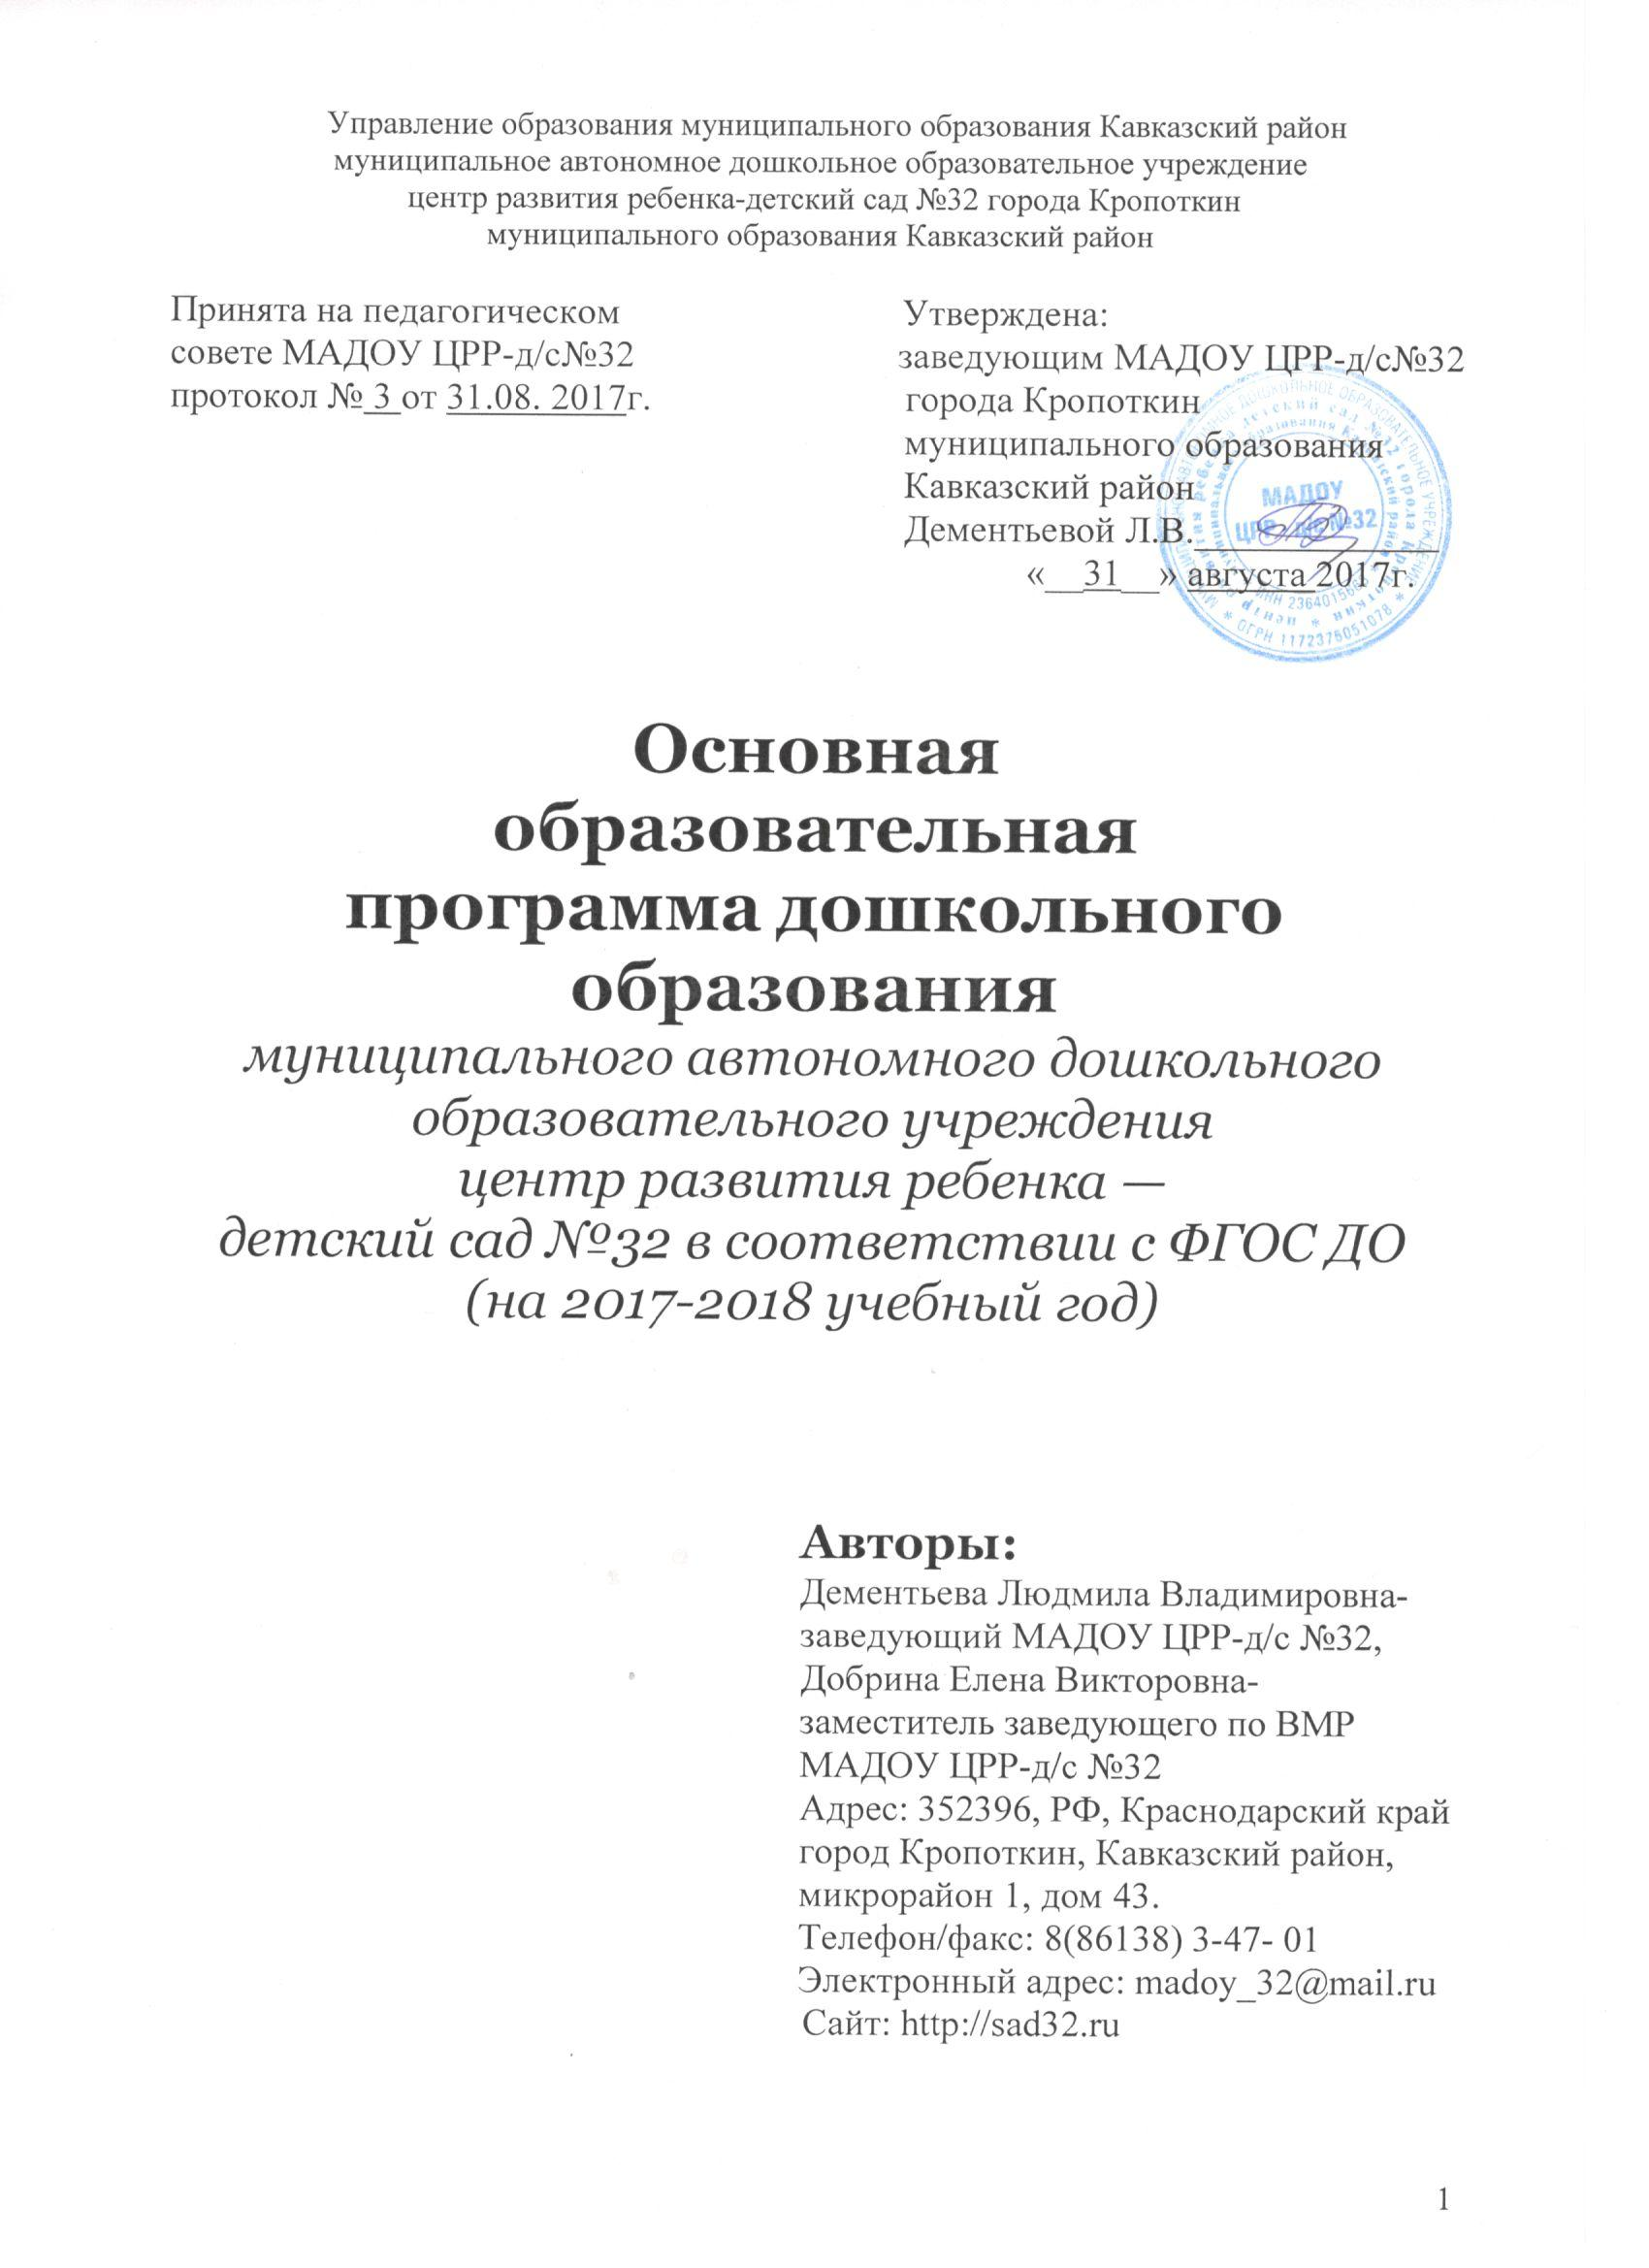 Управление образования муниципального образования Кавказский район
муниципальное автономное дошкольное образовательное учреждение
центр развития ребенка-детский сад №32 города Кропоткин
муниципального образования Кавказский район
Принята на педагогическом
совете МАДОУ ЦРР-д/с№32
протокол № 3 от 31.08. 2017г.
Утверждена:
заведующим МАДОУ ЦРР-д/с№32
города Кропоткин
муниципального образования
Кавказский район
Дементьевой Л.В.
«__31__» августа 2017г.
МАДОУ
ЦРР - д/с №32
ОГРН 1172375051078
Основная
образовательная
программа дошкольного
образования
муниципального автономного дошкольного
образовательного учреждения
центр развития ребенка —
детский сад №32 в соответствии с ФГОС ДО
(на 2017-2018 учебный год)
Авторы:
Дементьева Людмила Владимировна-
заведующий МАДОУ ЦРР-д/с №32,
Добрина Елена Викторовна-
заместитель заведующего по ВМР
МАДОУ ЦРР-д/с №32
Адрес: 352396, РФ, Краснодарский край
город Кропоткин, Кавказский район,
микрорайон 1, дом 43.
Телефон/факс: 8(86138) 3-47- 01
Электронный адрес: madoy_32@mail.ru
Сайт: http://sad32.ru
1